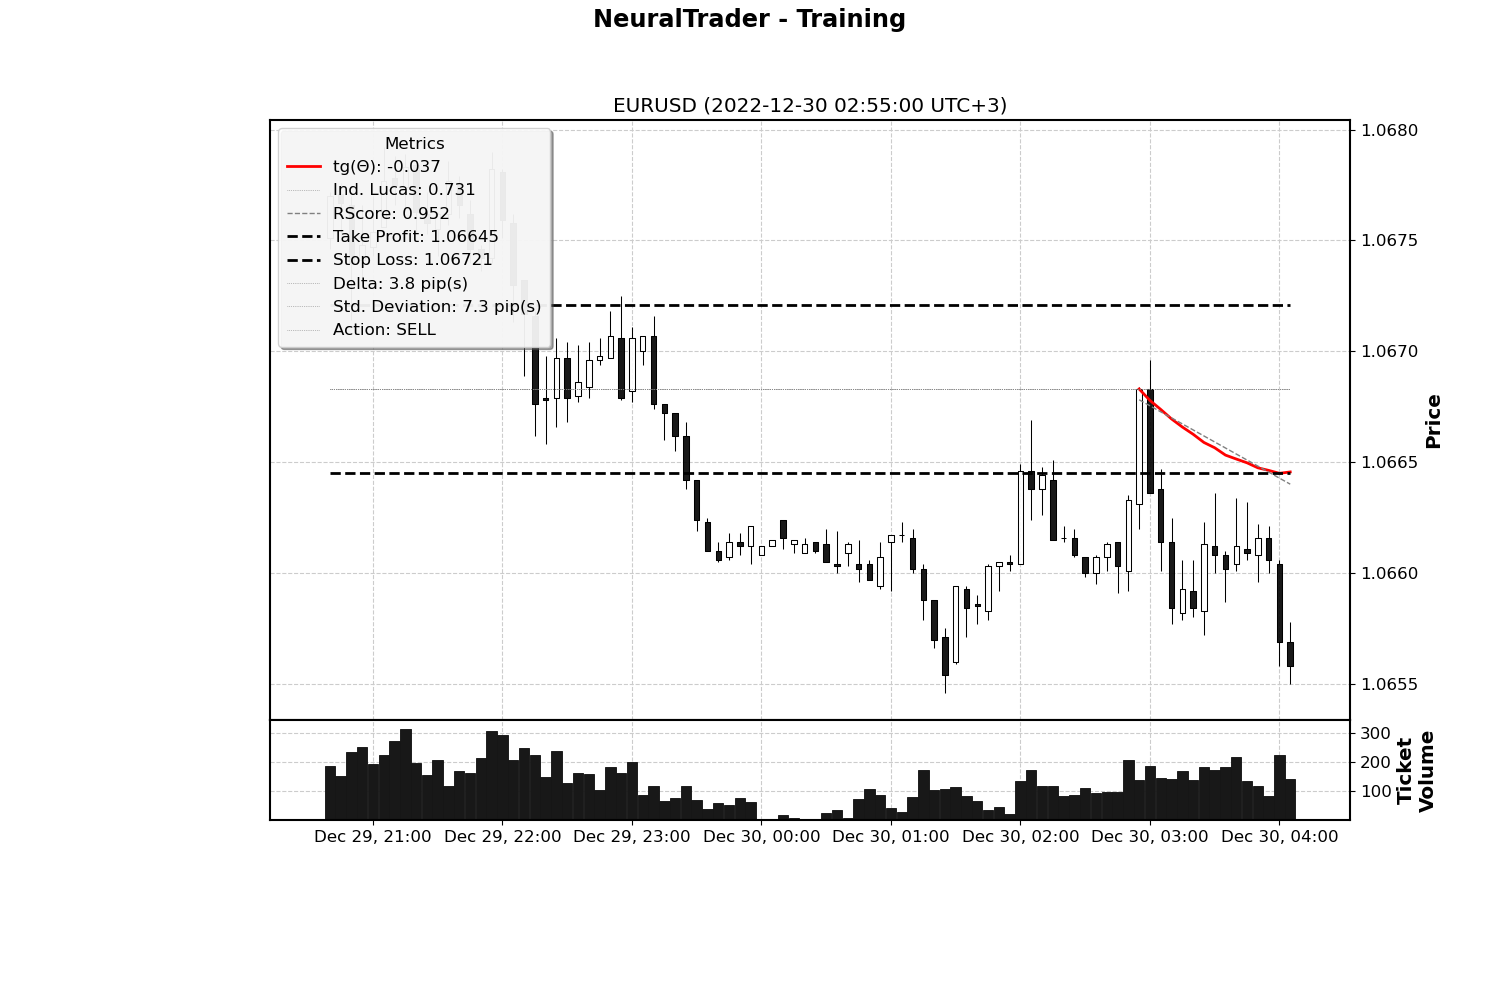 NeuralTrader - Training
EURUSD (2022-12-30 02:55:00 UTC+3)
Metrics
tg(Θ): -0.037
Ind. Lucas: 0.731
RScore: 0.952
Take Profit: 1.06645
Stop Loss: 1.06721
Delta: 3.8 pip(s)
Std. Deviation: 7.3 pip(s)
Action: SELL
1.0680
1.0675
1.0670
1.0665
1.0660
1.0655
Price
300
200
100
Ticket
Volume
Dec 29, 21:00 Dec 29, 22:00 Dec 29, 23:00 Dec 30, 00:00 Dec 30, 01:00 Dec 30, 02:00 Dec 30, 03:00 Dec 30, 04:00